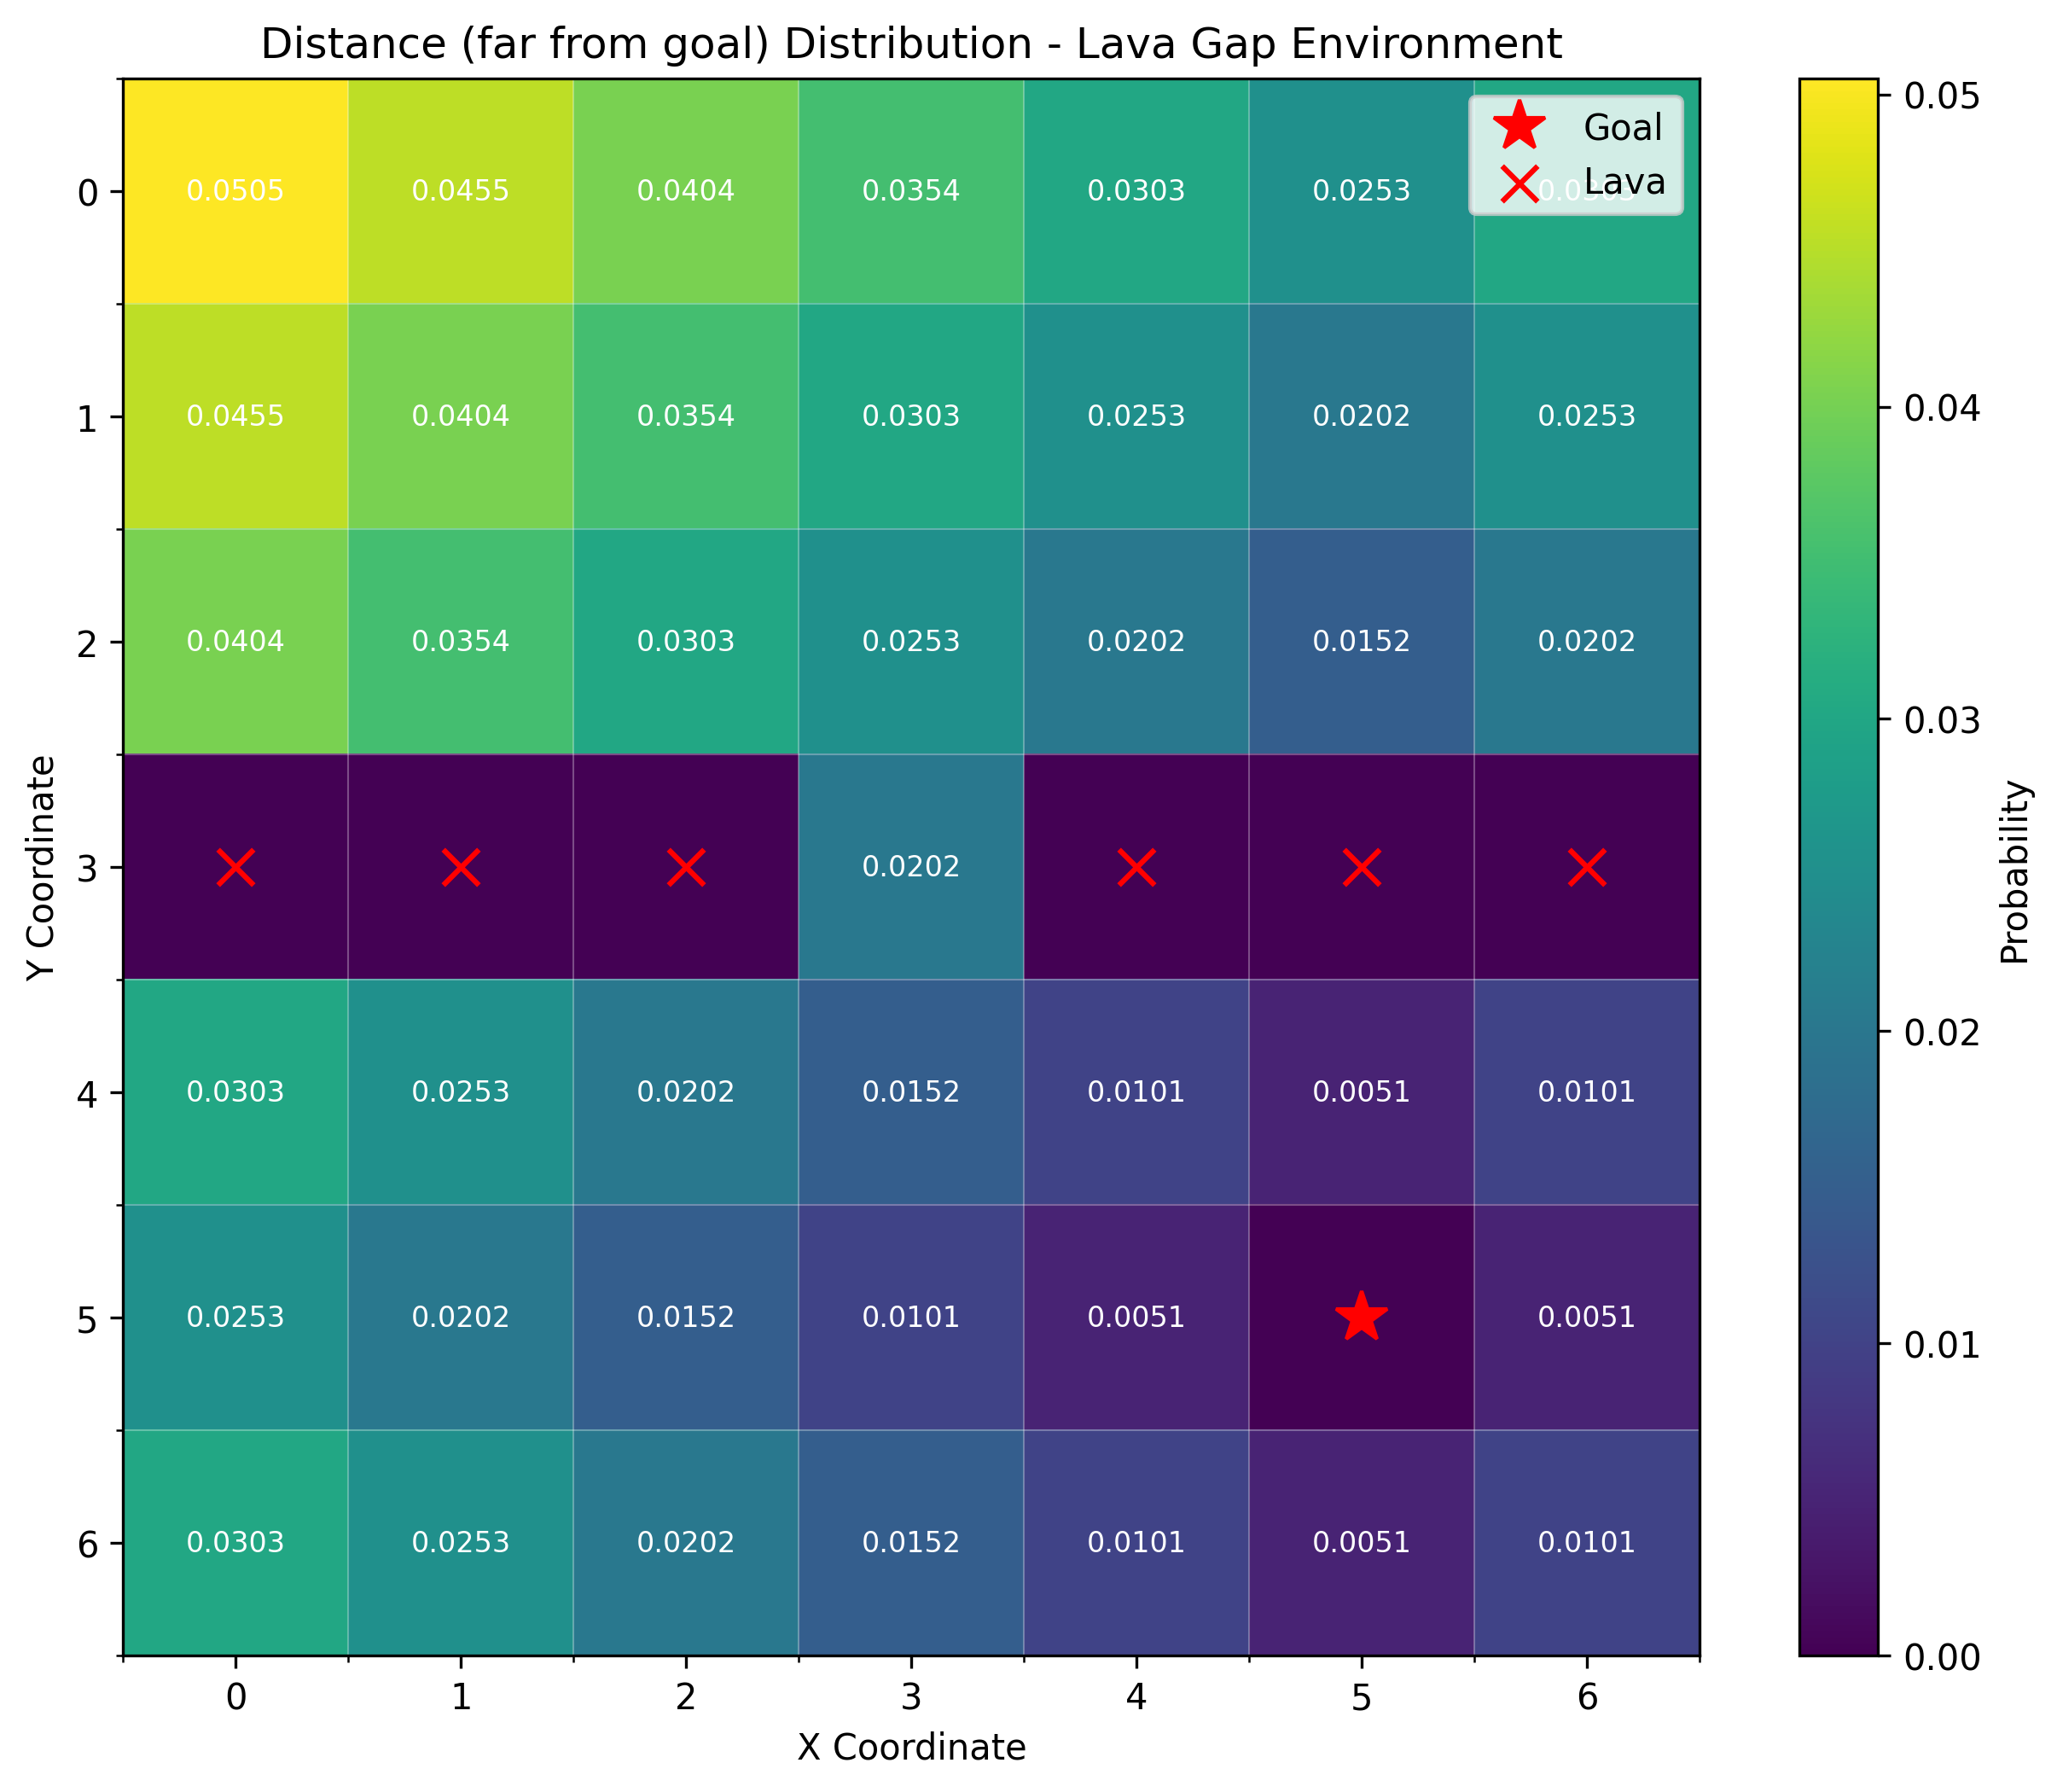 Distance (far from goal) Distribution - Lava Gap Environment
Goal
Lava
0.05
0 0.0505 0.0455 0.0404 0.0354 0.0303 0.0253
0.04
1 0.0455 0.0404 0.0354 0.0303 0.0253 0.0202 0.0253
2 0.0404 0.0354 0.0303 0.0253 0.0202 0.0152 0.0202
0.03
3 0.0202
Y Coordinate
Probability
0.02
4 0.0303 0.0253 0.0202 0.0152 0.0101 0.0051 0.0101
5 0.0253 0.0202 0.0152 0.0101 0.0051 0.0051
0.01
6 0.0303 0.0253 0.0202 0.0152 0.0101 0.0051 0.0101
0.00
0 1 2 3 4 5 6
X Coordinate